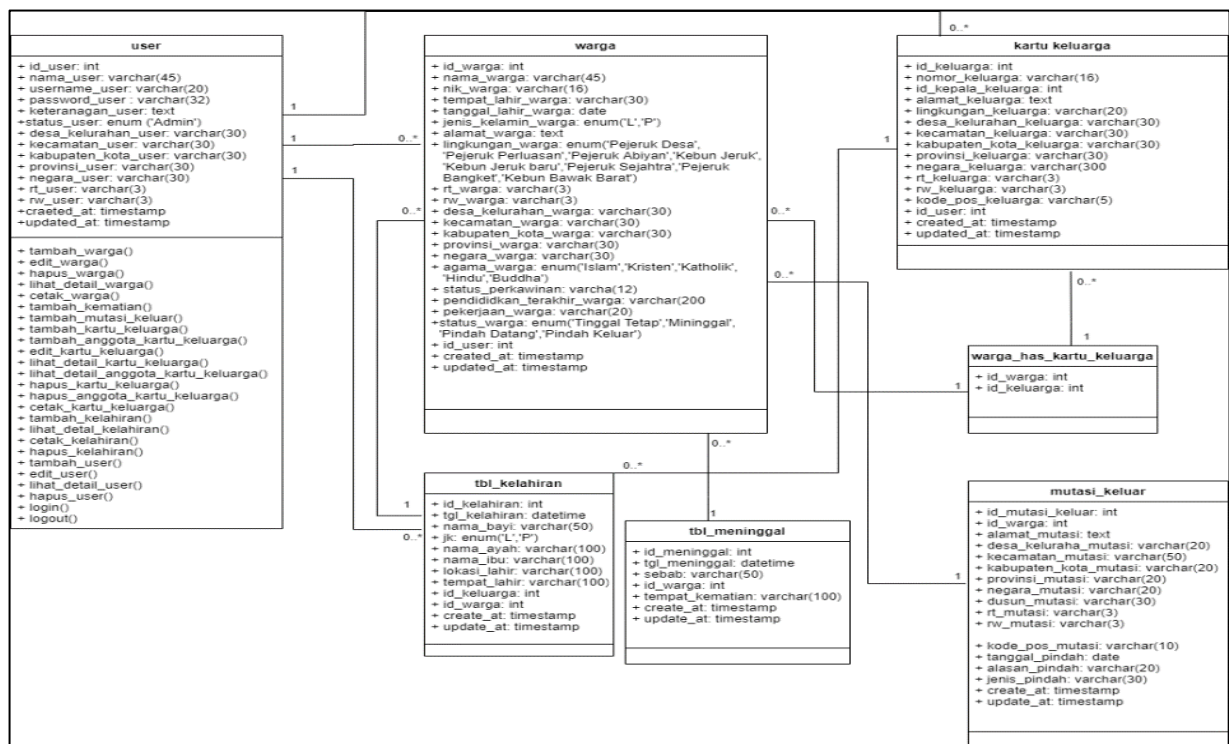 user
+ id_user: int
+ nama_user: varchar(45)
+ username_user: varchar(20)
+ password_user : varchar(32)
+ keteranagan_user: text
+status_user: enum ('Admin')
+ desa_kelurahan_user: varchar(30)
+ kecamatan_user: varchar(30)
+ kabupaten_kota_user: varchar(30)
+ provinsi_user: varchar(30)
+ negara_user: varchar(30)
+ rt_user: varchar(3)
+ rw_user: varchar(3)
+craeted_at: timestamp
+updated_at: timestamp
+ tambah_warga()
+ edit_warga()
+ hapus_warga()
+ lihat_detail_warga()
+ cetak_warga()
+ tambah_kematian()
+ tambah_mutasi_keluar()
+ tambah_kartu_keluarga()
+ tambah_anggota_kartu_keluarga()
+ edit_kartu_keluarga()
+ lihat_detail_kartu_keluarga()
+ lihat_detail_anggota_kartu_keluarga()
+ hapus_kartu_keluarga()
+ hapus_anggota_kartu_keluarga()
+ cetak_kartu_keluarga()
+ tambah_kelahiran()
+ lihat_detal_kelahiran()
+ cetak_kelahiran()
+ hapus_kelahiran()
+ tambah_user()
+ edit_user()
+ lihat_detail_user()
+ hapus_user()
+ login()
+ logout()
1
1
1
0..*
0..*
1
0..*
warga
+ id_warga: int
+ nama_warga: varchar(45)
+ nik_warga: varchar(16)
+ tempat_lahir_warga: varchar(30)
+ tanggal_lahir_warga: date
+ jenis_kelamin_warga: enum('L','P')
+ alamat_warga: text
+ lingkungan_warga: enum('Pejeruk Desa',
'Pejeruk Perluasan','Pejeruk Abiyan','Kebun Jeruk',
'Kebun Jeruk baru','Pejeruk Sejahtra','Pejeruk
Bangket','Kebun Bawak Barat')
+ rt_warga: varchar(3)
+ rw_warga: varchar(3)
+ desa_kelurahan_warga: varchar(30)
+ kecamatan_warga: varchar(30)
+ kabupaten_kota_warga: varchar(30)
+ provinsi_warga: varchar(30)
+ negara_warga: varchar(30)
+ agama_warga: enum('Islam','Kristen','Katholik',
'Hindu','Buddha')
+ status_perkawinan: varcha(12)
+ pendididkan_terakhir_warga: varchar(200
+ pekerjaan_warga: varchar(20)
+status_warga: enum('Tinggal Tetap','Mininggal',
'Pindah Datang','Pindah Keluar')
+ id_user: int
+ created_at: timestamp
+ updated_at: timestamp
0..*
0..*
0..*
0..*
1
tbl_kelahiran
+ id_kelahiran: int
+ tgl_kelahiran: datetime
+ nama_bayi: varchar(50)
+ jk: enum('L','P')
+ nama_ayah: varchar(100)
+ nama_ibu: varchar(100)
+ lokasi_lahir: varchar(100)
+ tempat_lahir: varchar(100)
+ id_keluarga: int
+ id_warga: int
+ create_at: timestamp
+ update_at: timestamp
0..*
tbl_meninggal
+ id_meninggal: int
+ tgl_meninggal: datetime
+ sebab: varchar(50)
+ id_warga: int
+ tempat_kematian: varchar(100)
+ create_at: timestamp
+ update_at: timestamp
0..*
kartu keluarga
+ id_keluarga: int
+ nomor_keluarga: varchar(16)
+ id_kepala_keluarga: int
+ alamat_keluarga: text
+ lingkungan_keluarga: varchar(20)
+ desa_kelurahan_keluarga: varchar(30)
+ kecamatan_keluarga: varchar(30)
+ kabupaten_kota_keluarga: varchar(30)
+ provinsi_keluarga: varchar(30)
+ negara_keluarga: varchar(300
+ rt_keluarga: varchar(3)
+ rw_keluarga: varchar(3)
+ kode_pos_keluarga: varchar(5)
+ id_user: int
+ created_at: timestamp
+ updated_at: timestamp
1
0..*
1
warga_has_kartu_keluarga
+ id_warga: int
+ id_keluarga: int
1
1
mutasi_keluar
+ id_mutasi_keluar: int
+ id_warga: int
+ alamat_mutasi: text
+ desa_keluraha_mutasi: varchar(20)
+ kecamatan_mutasi: varchar(50)
+ kabupaten_kota_mutasi: varchar(20)
+ provinsi_mutasi: varchar(20)
+ negara_mutasi: varchar(20)
+ dusun_mutasi: varchar(30)
+ rt_mutasi: varchar(3)
+ rw_mutasi: varchar(3)
+ kode_pos_mutasi: varchar(10)
+ tanggal_pindah: date
+ alasan_pindah: varchar(20)
+ jenis_pindah: varchar(30)
+ create_at: timestamp
+ update_at: timestamp